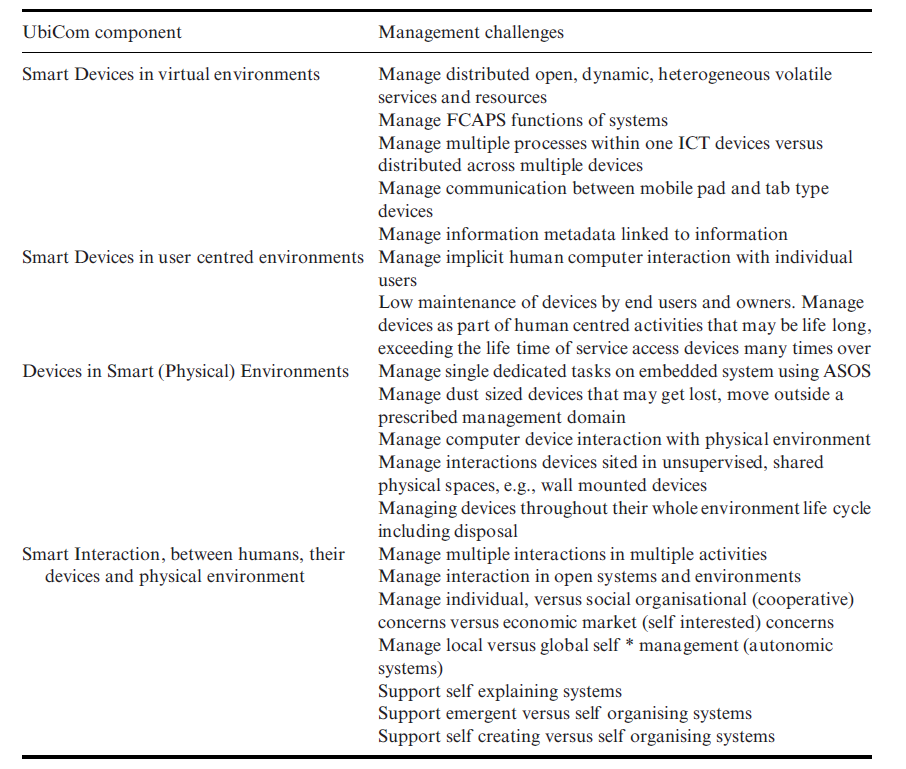 UbiCom component Management challenges
Smart Devices in virtual environments Manage distributed open, dynamic, heterogeneous volatile
services and resources
Manage FCAPS functions of systems
Manage multiple processes within one ICT devices versus
distributed across multiple devices
Manage communication between mobile pad and tab type
devices
Manage information metadata linked to information
Smart Devices in user centred environments Manage implicit human computer interaction with individual
users
Low maintenance of devices by end users and owners. Manage
devices as part of human centred activities that may be life long,
exceeding the life time of service access devices many times over
Devices in Smart (Physical) Environments Manage single dedicated tasks on embedded system using ASOS
Manage dust sized devices that may get lost, move outside a
prescribed management domain
Manage computer device interaction with physical environment
Manage interactions devices sited in unsupervised, shared
physical spaces, e.g., wall mounted devices
Managing devices throughout their whole environment life cycle
including disposal
Smart Interaction, between humans, their Manage multiple interactions in multiple activities
devices and physical environment Manage interaction in open systems and environments
Manage individual, versus social organisational (cooperative)
concerns versus economic market (self interested) concerns
Manage local versus global self * management (autonomic
systems)
Support self explaining systems
Support emergent versus self organising systems
Support self creating versus self organising systems